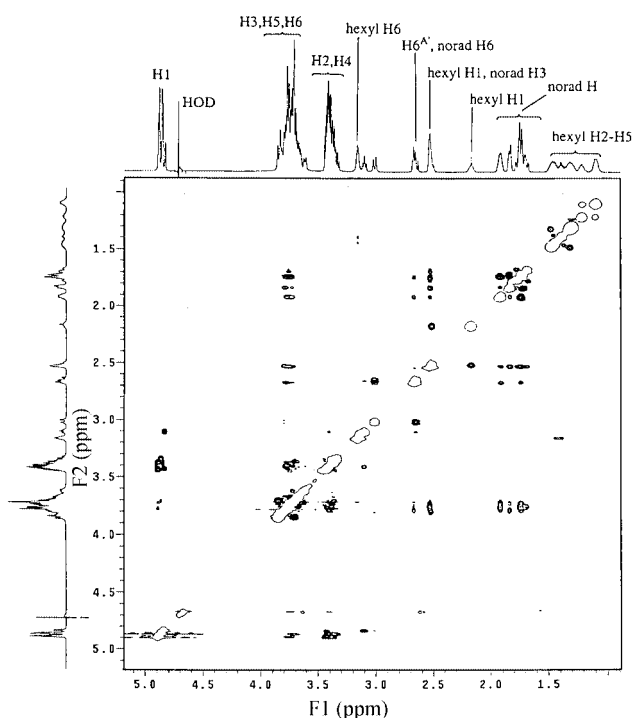 H3,H5,H6
hexyl H6
H6A', norad H6
H2,H4
hexyl H1, norad H3
H1
norad H
hexyl H1
HOD
hexyl H2-H5
1.5
2.0
2.5
3.0
3.5
4.0
4.5
5.0
F2 (ppm)
5.0 4.5 4.0 3.5 3.0 2.5 2.0 1.5
F1 (ppm)